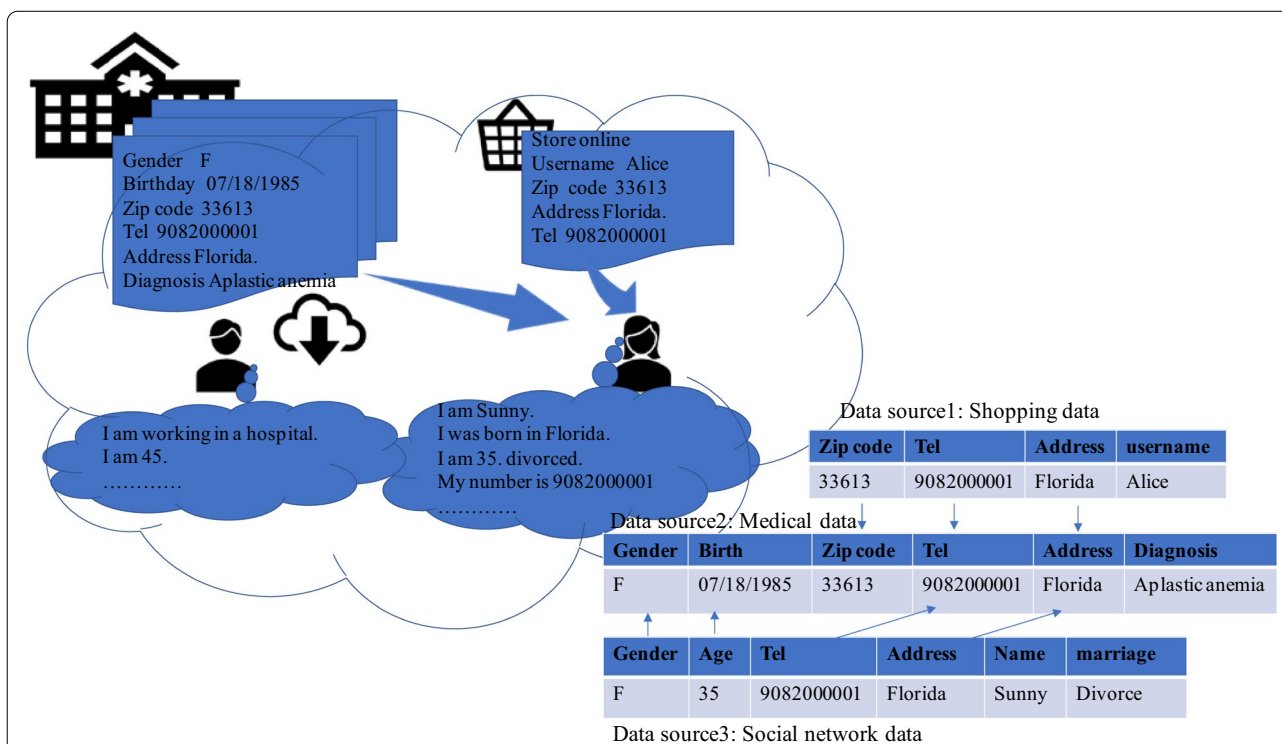 Gender F
Birthday 07/18/1985
Zip code 33613
Tel 9082000001
Address Florida.
Diagnosis Aplastic anemia
Store online
Username Alice
Zip code 33613
Address Florida.
Tel 9082000001
I am working in a hospital.
I am 45.
…………
I am Sunny.
I was born in Florida.
I am 35. divorced.
My number is 9082000001
…………
Data source1: Shopping data
Zip code Tel Address username
33613 9082000001 Florida Alice
Data source2: Medical data
Gender Birth Zip code Tel Address Diagnosis
F 07/18/1985 33613 9082000001 Florida Aplastic anemia
Gender Age Tel Address Name marriage
F 35 9082000001 Florida Sunny Divorce
Data source3: Social network data